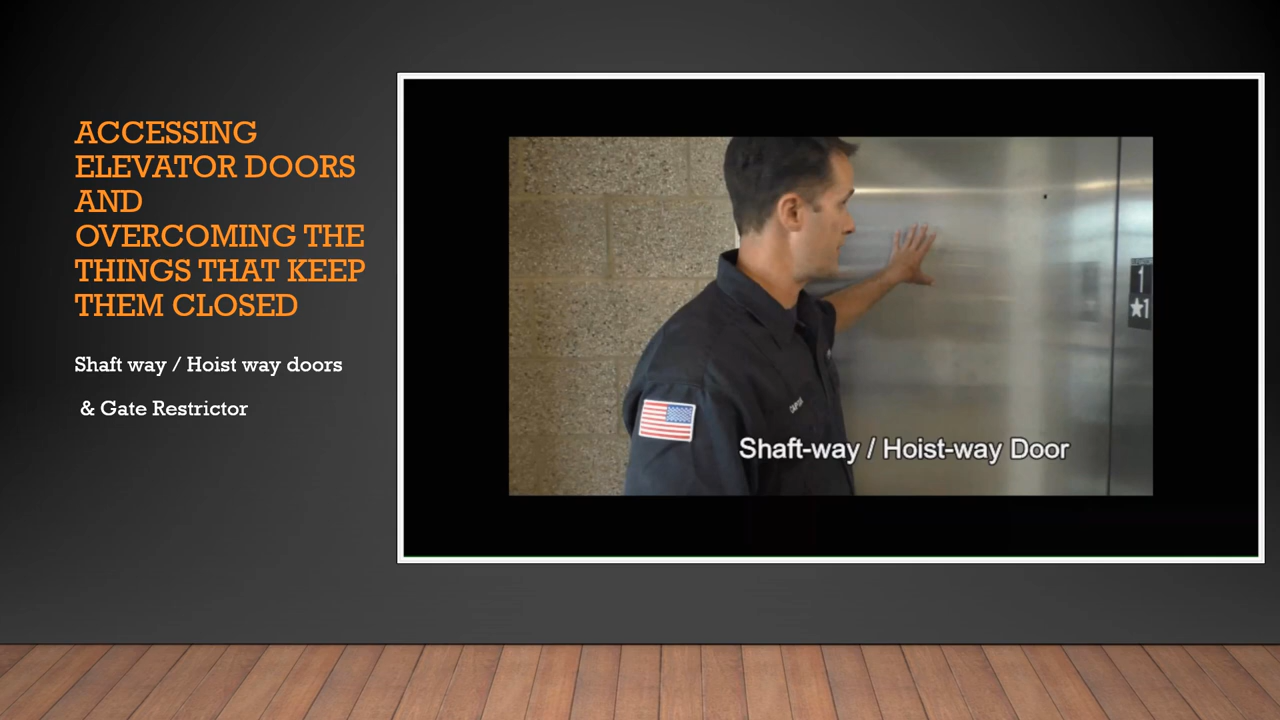 ACCESSING
ELEVATOR DOORS
AND
OVERCOMING THE
THINGS THAT KEEP
THEM CLOSED
Shaft way / Hoist way doors
& Gate Restrictor
1
★1
Shaft-way / Hoist-way Door